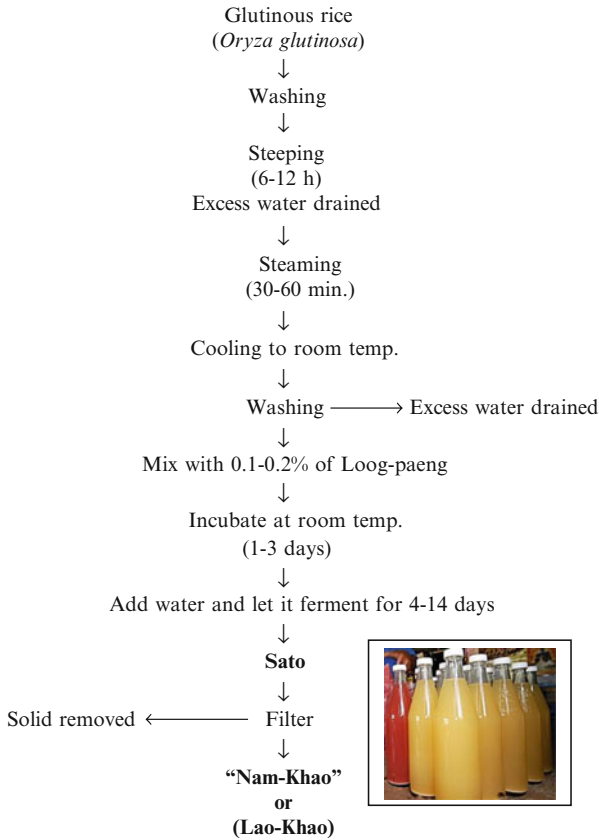 Glutinous rice
(Oryza glutinosa)
↓
Washing
↓
Steeping
(6-12 h)
Excess water drained
↓
Steaming
(30-60 min.)
↓
Cooling to room temp.
↓
Washing ⟶ Excess water drained
↓
Mix with 0.1-0.2% of Loog-paeng
↓
Incubate at room temp.
(1-3 days)
↓
Add water and let it ferment for 4-14 days
↓
Sato
↓
Solid removed ⟵ Filter
↓
“Nam-Khao”
or
(Lao-Khao)